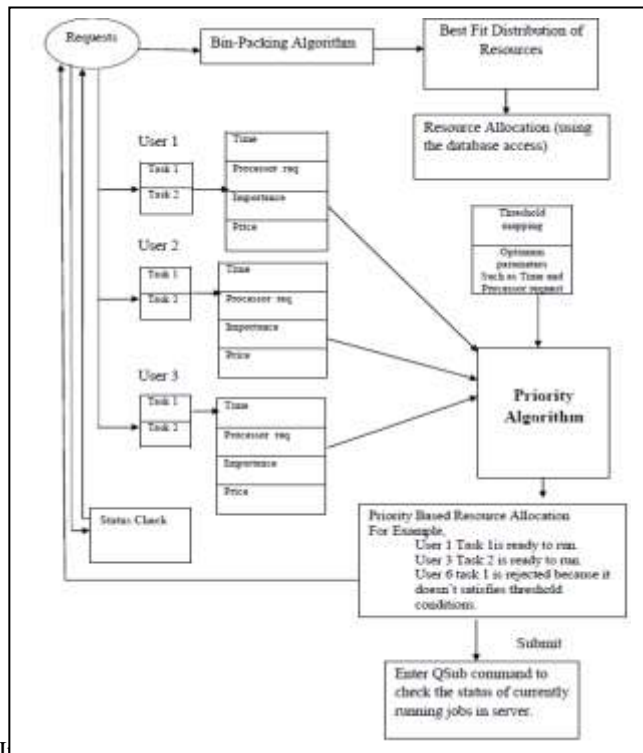 Requests
Bin-Packing Algorithm
Best Fit Distribution of
Resources
Resource Allocation (using
the database access)
User 1
Task 1
Task 2
Time
Processor req
Importance
Price
Threshold
mapping
Optimum
parameters
Such as Time and
Processor request
User 2
Task 1
Task 2
Time
Processor req
Importance
Price
User 3
Task 1
Task 2
Time
Processor req
Importance
Price
Priority
Algorithm
Status Check
Priority Based Resource Allocation
For Example,
User 1 Task 1is ready to run.
User 3 Task 2 is ready to run.
User 6 task 1 is rejected because it
doesn't satisfies threshold
conditions.
Submit
Enter QSub command to
check the status of currently
running jobs in server.